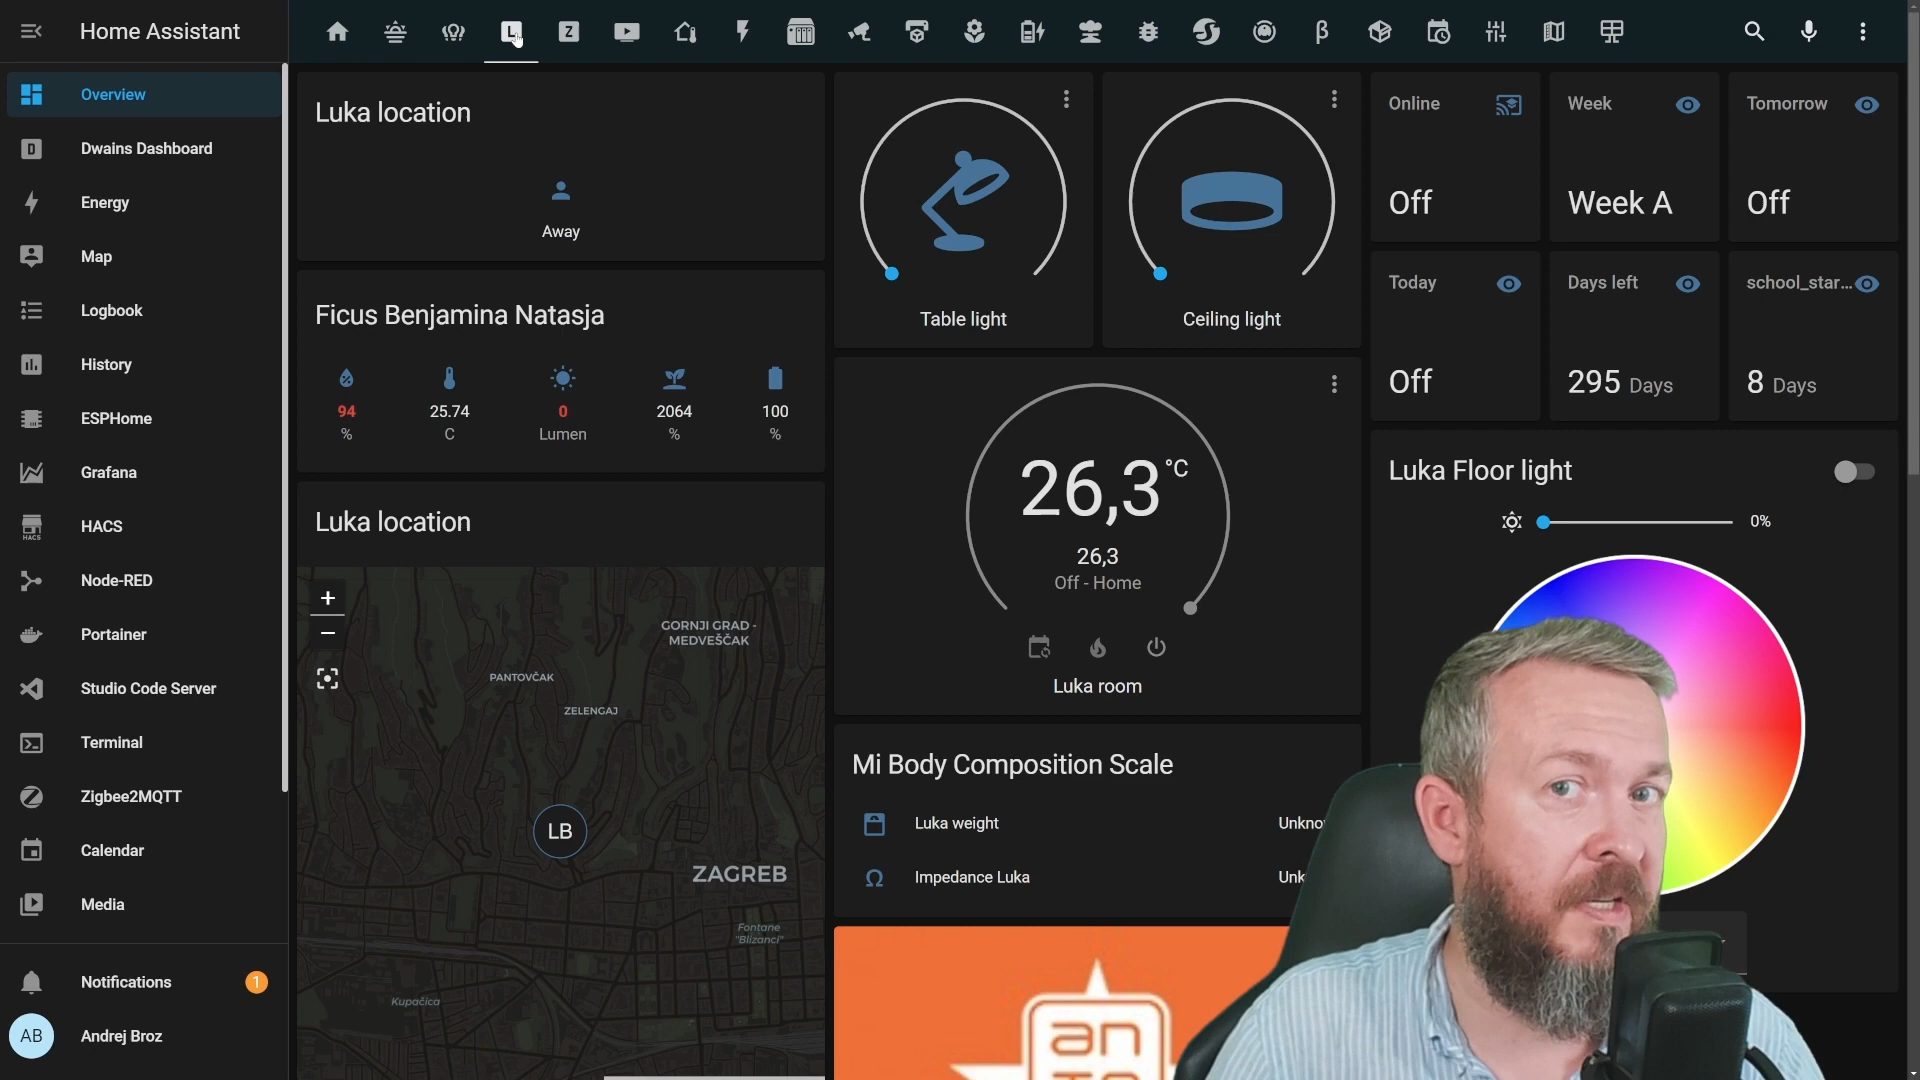 Home Assistant
Overview
Dwains Dashboard
Energy
Map
Logbook
History
ESPHome
Grafana
HACS
HACS
Node-RED
Portainer
Studio Code Server
Terminal
Zigbee2MQTT
Calendar
Media
Notifications
1
AB
Andrej Broz
D
L
Z
β
Luka location
Away
Ficus Benjamina Natasja
94
25.74
0
2064
100
%
C
Lumen
%
%
Luka location
+
−
GORNJI GRAD -
MEDVEŠČAK
PANTOVČAK
ZELENGAJ
LB
ZAGREB
Fontane
"Blizanci"
Kupačica
Table light
Ceiling light
26,3 °C
26,3
Off - Home
Luka room
Mi Body Composition Scale
Luka weight
Ω
Impedance Luka
an
Online
Off
Week
Week A
Tomorrow
Off
Today
Off
Days left
295 Days
school_star...
8 Days
Luka Floor light
0%